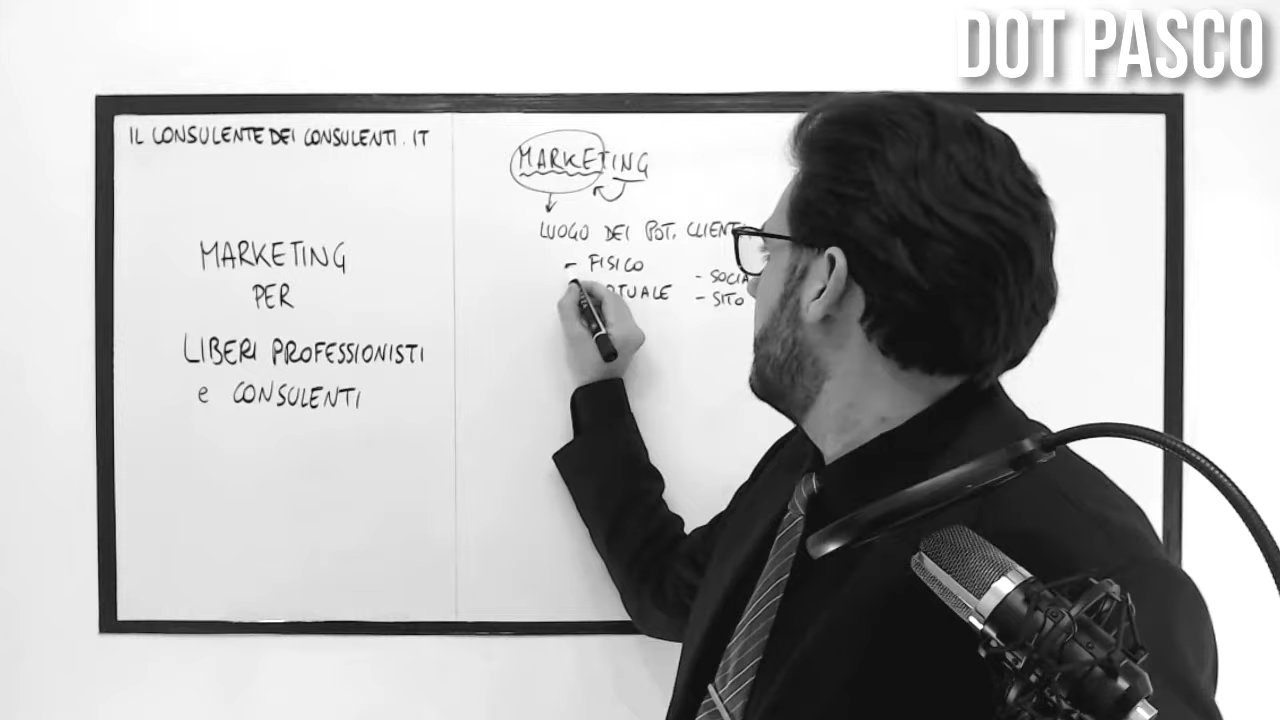 DOT PASCO
IL CONSULENTE DEI CONSULENTI.IT
MARKETING
PER
LIBERI PROFESSIONISTI
e CONSULENTI
MARKETING
LUOGO DEI POT. CLIENTI
- FISICO
- SITO